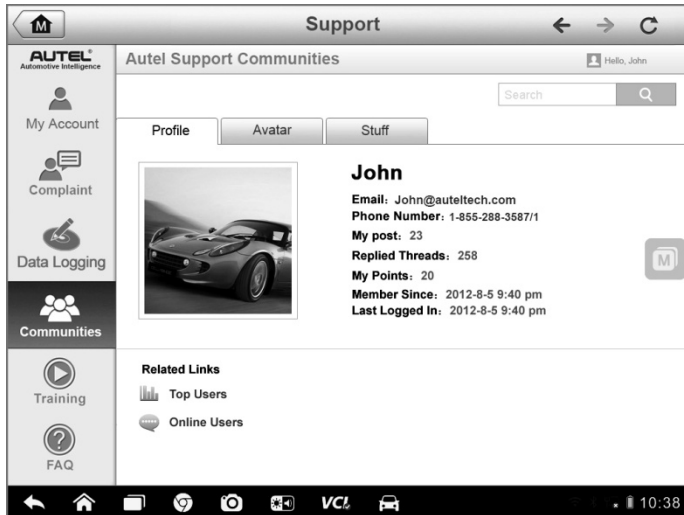 M
Support
AUTEL®
Automotive Intelligence
Autel Support Communities
Hello, John
Search
My Account
Complaint
Data Logging
Communities
Training
FAQ
Profile
Avatar
Stuff
John
Email: John@auteltech.com
Phone Number: 1-855-288-3587/1
My post: 23
Replied Threads: 258
My Points: 20
Member Since: 2012-8-5 9:40 pm
Last Logged In: 2012-8-5 9:40 pm
M
Related Links
Top Users
Online Users
VCI
10:38